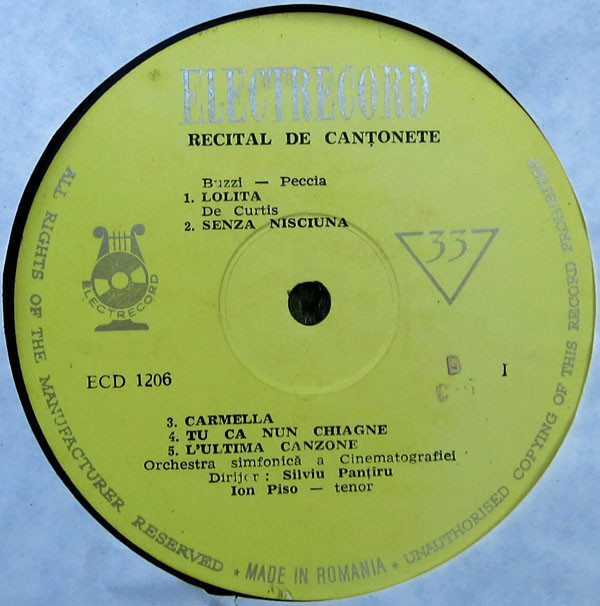 ELECTRECORD
RECITAL DE CANȚONETE
Buzzi — Peccia
1. LOLITA
De Curtis
2. SENZA NISCIUNA
ELECTRECORD
33
ECD 1206
I
3. CARMELLA
4. TU CA NUN CHIAGNE
5. L'ULTIMA CANZONE
Orchestra simfonică a Cinematografiei
Dirijor: Silviu Panțiru
Ion Piso — tenor
ALL RIGHTS OF THE MANUFACTURER RESERVED * MADE IN ROMANIA * UNAUTHORISED COPYING OF THIS RECORD PROHIBITED